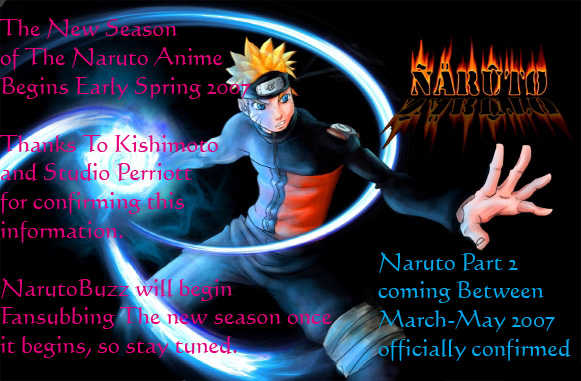 The New Season
of The Naruto Anime
Begins Early Spring 2007
Thanks To Kishimoto
and Studio Perriott
for confirming this
information.
NarutoBuzz will begin
Fansubbing The new season once
it begins, so stay tuned.
ÑÄRÛTO
Naruto Part 2
coming Between
March-May 2007
officially confirmed